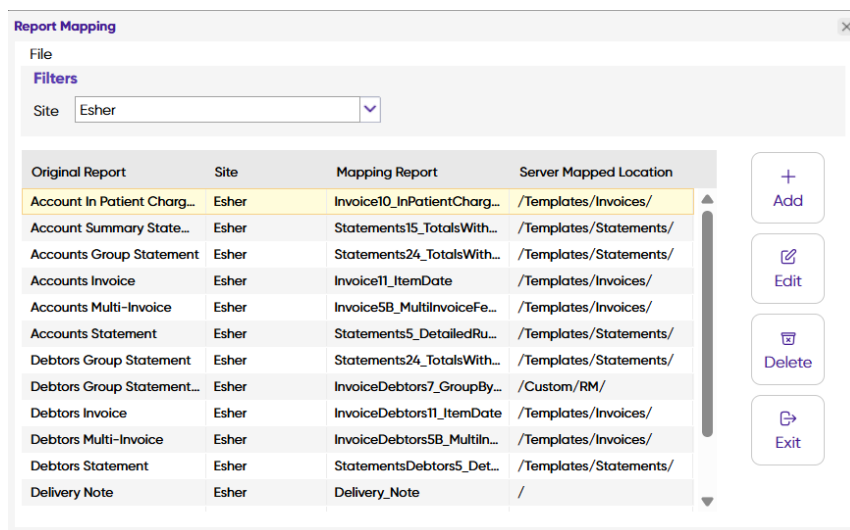 Report Mapping
File
Filters
Site Esher
Original Report Site Mapping Report Server Mapped Location
Account In Patient Charg... Esher Invoice10_InPatientCharg... /Templates/Invoices/
Account Summary State... Esher Statements15_TotalsWith... /Templates/Statements/
Accounts Group Statement Esher Statements24_TotalsWith... /Templates/Statements/
Accounts Invoice Esher Invoice11_ItemDate /Templates/Invoices/
Accounts Multi-Invoice Esher Invoice5B_MultiInvoiceFe... /Templates/Invoices/
Accounts Statement Esher Statements5_DetailedRu... /Templates/Statements/
Debtors Group Statement Esher Statements24_TotalsWith... /Templates/Statements/
Debtors Group Statement... Esher InvoiceDebtors7_GroupBy... /Custom/RM/
Debtors Invoice Esher InvoiceDebtors11_ItemDate /Templates/Invoices/
Debtors Multi-Invoice Esher InvoiceDebtors5B_MultiIn... /Templates/Invoices/
Debtors Statement Esher StatementsDebtors5_Det... /Templates/Statements/
Delivery Note Esher Delivery_Note /
Add
Edit
Delete
Exit